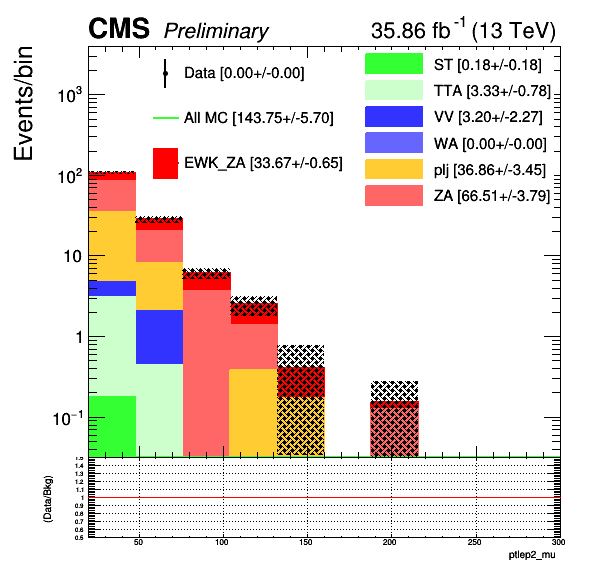 CMS Preliminary 35.86 fb⁻¹ (13 TeV)
Events/bin
Data [0.00+/-0.00]
All MC [143.75+/-5.70]
EWK_ZA [33.67+/-0.65]
ST [0.18+/-0.18]
TTA [3.33+/-0.78]
VV [3.20+/-2.27]
WA [0.00+/-0.00]
plj [36.86+/-3.45]
ZA [66.51+/-3.79]
10³
10²
10
1
10⁻¹
(Data/Bkg)
1.5
1.4
1.3
1.2
1.1
1
0.9
0.8
0.7
0.6
0.5
50 100 150 200 250 300
ptlep2_mu